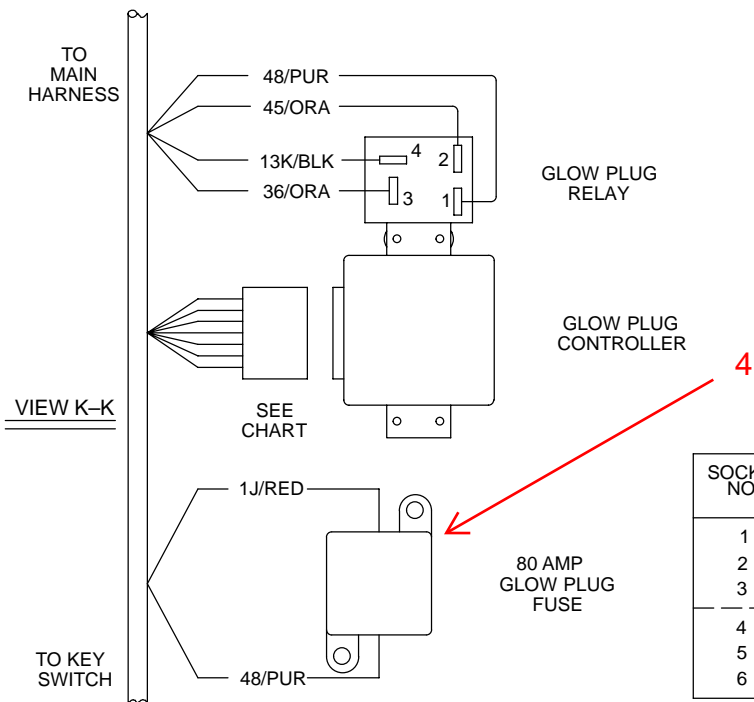 TO
MAIN
HARNESS
48/PUR
45/ORA
13K/BLK
36/ORA
4
2
3
1
GLOW PLUG
RELAY
GLOW PLUG
CONTROLLER
4
VIEW K–K
SEE
CHART
1J/RED
80 AMP
GLOW PLUG
FUSE
TO KEY
SWITCH
48/PUR
NO
1
2
3
4
5
6